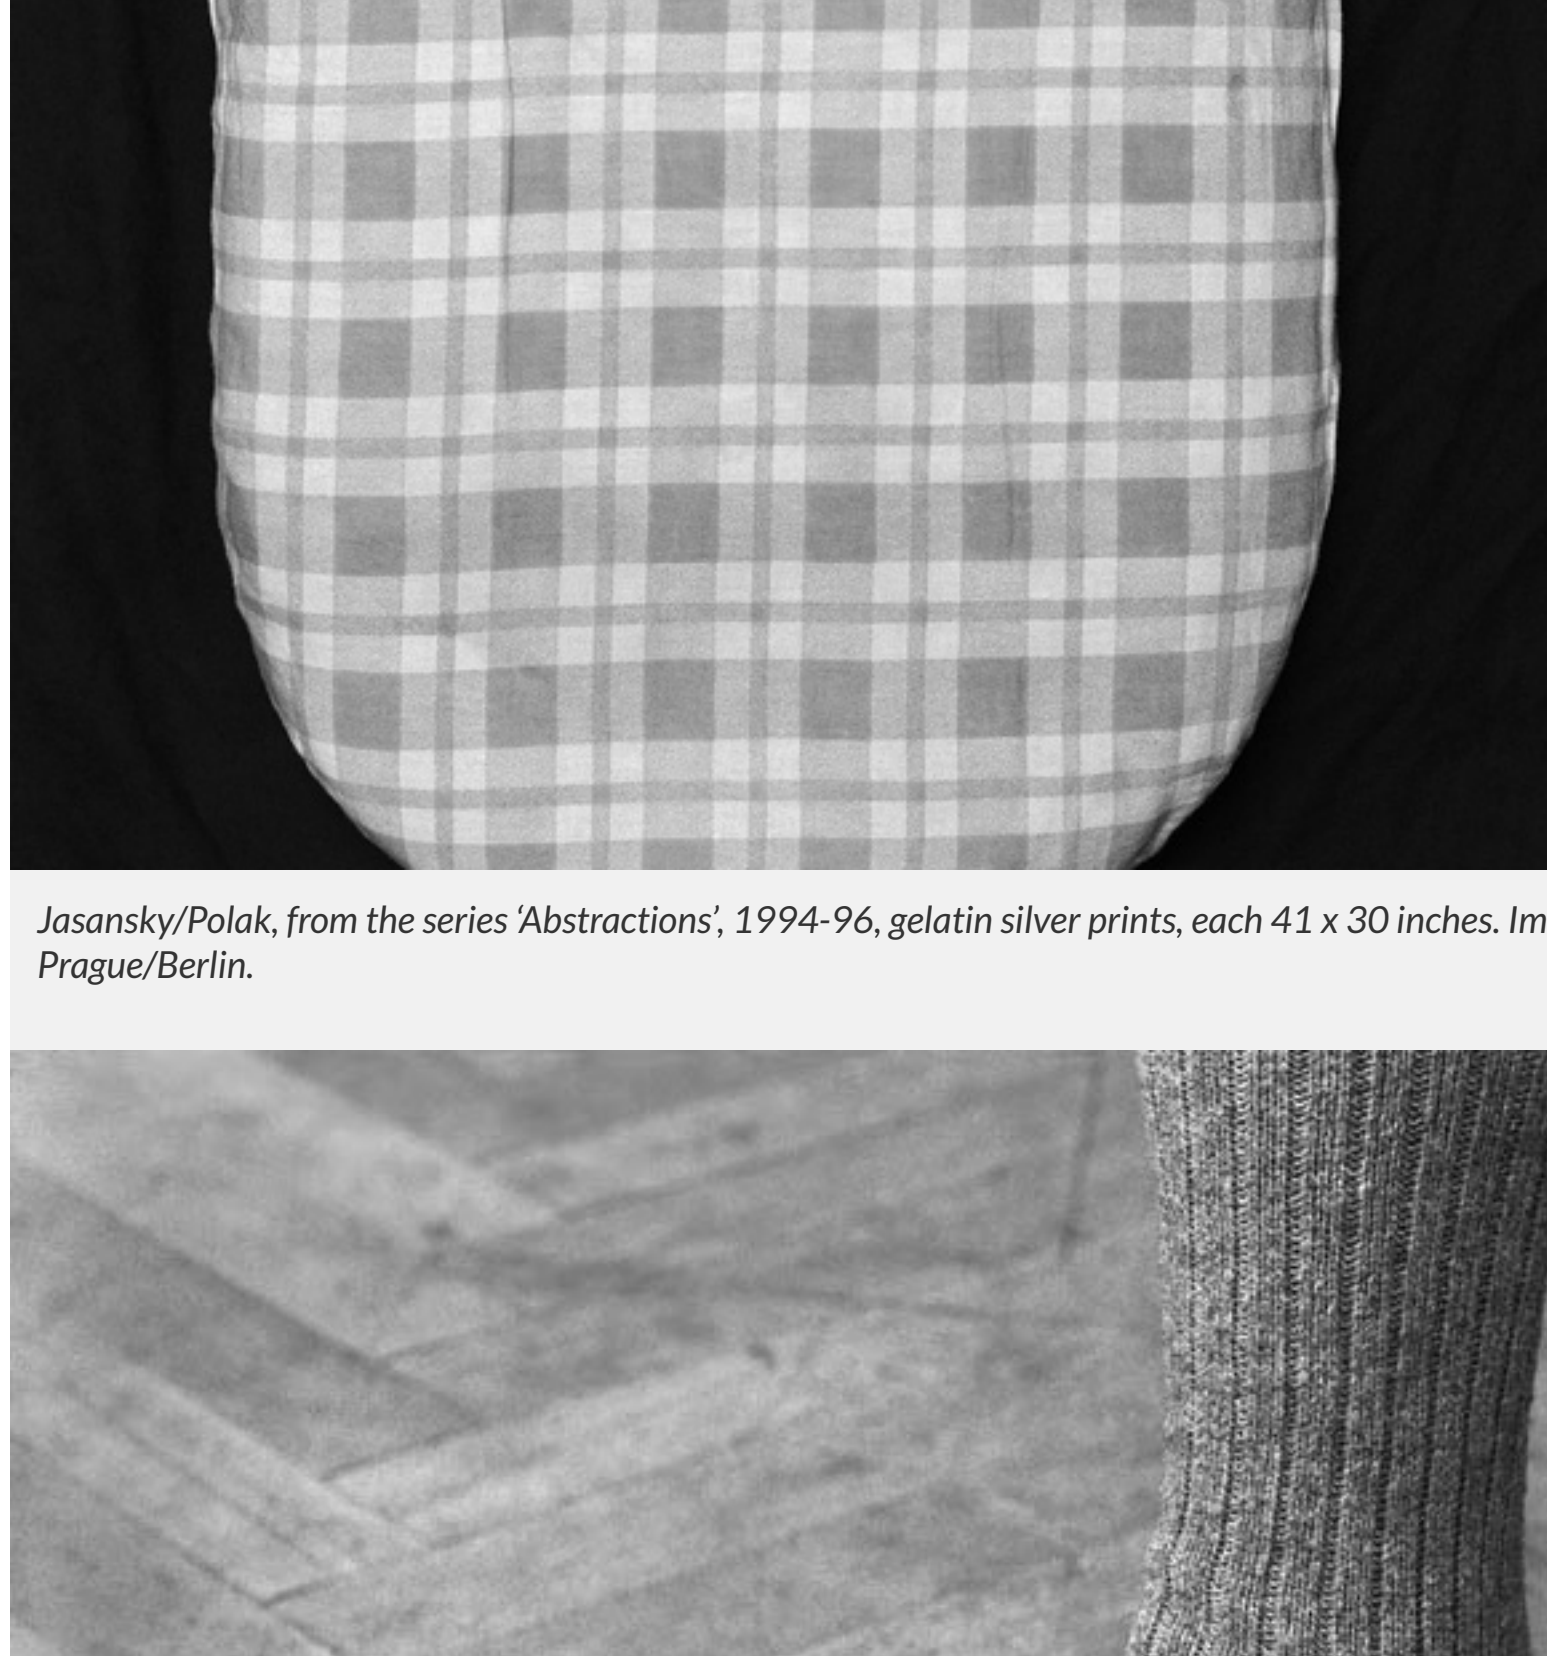 Jasansky/Polak, from the series ‘Abstractions’, 1994-96, gelatin silver prints, each 41 x 30 inches. Im
Prague/Berlin.